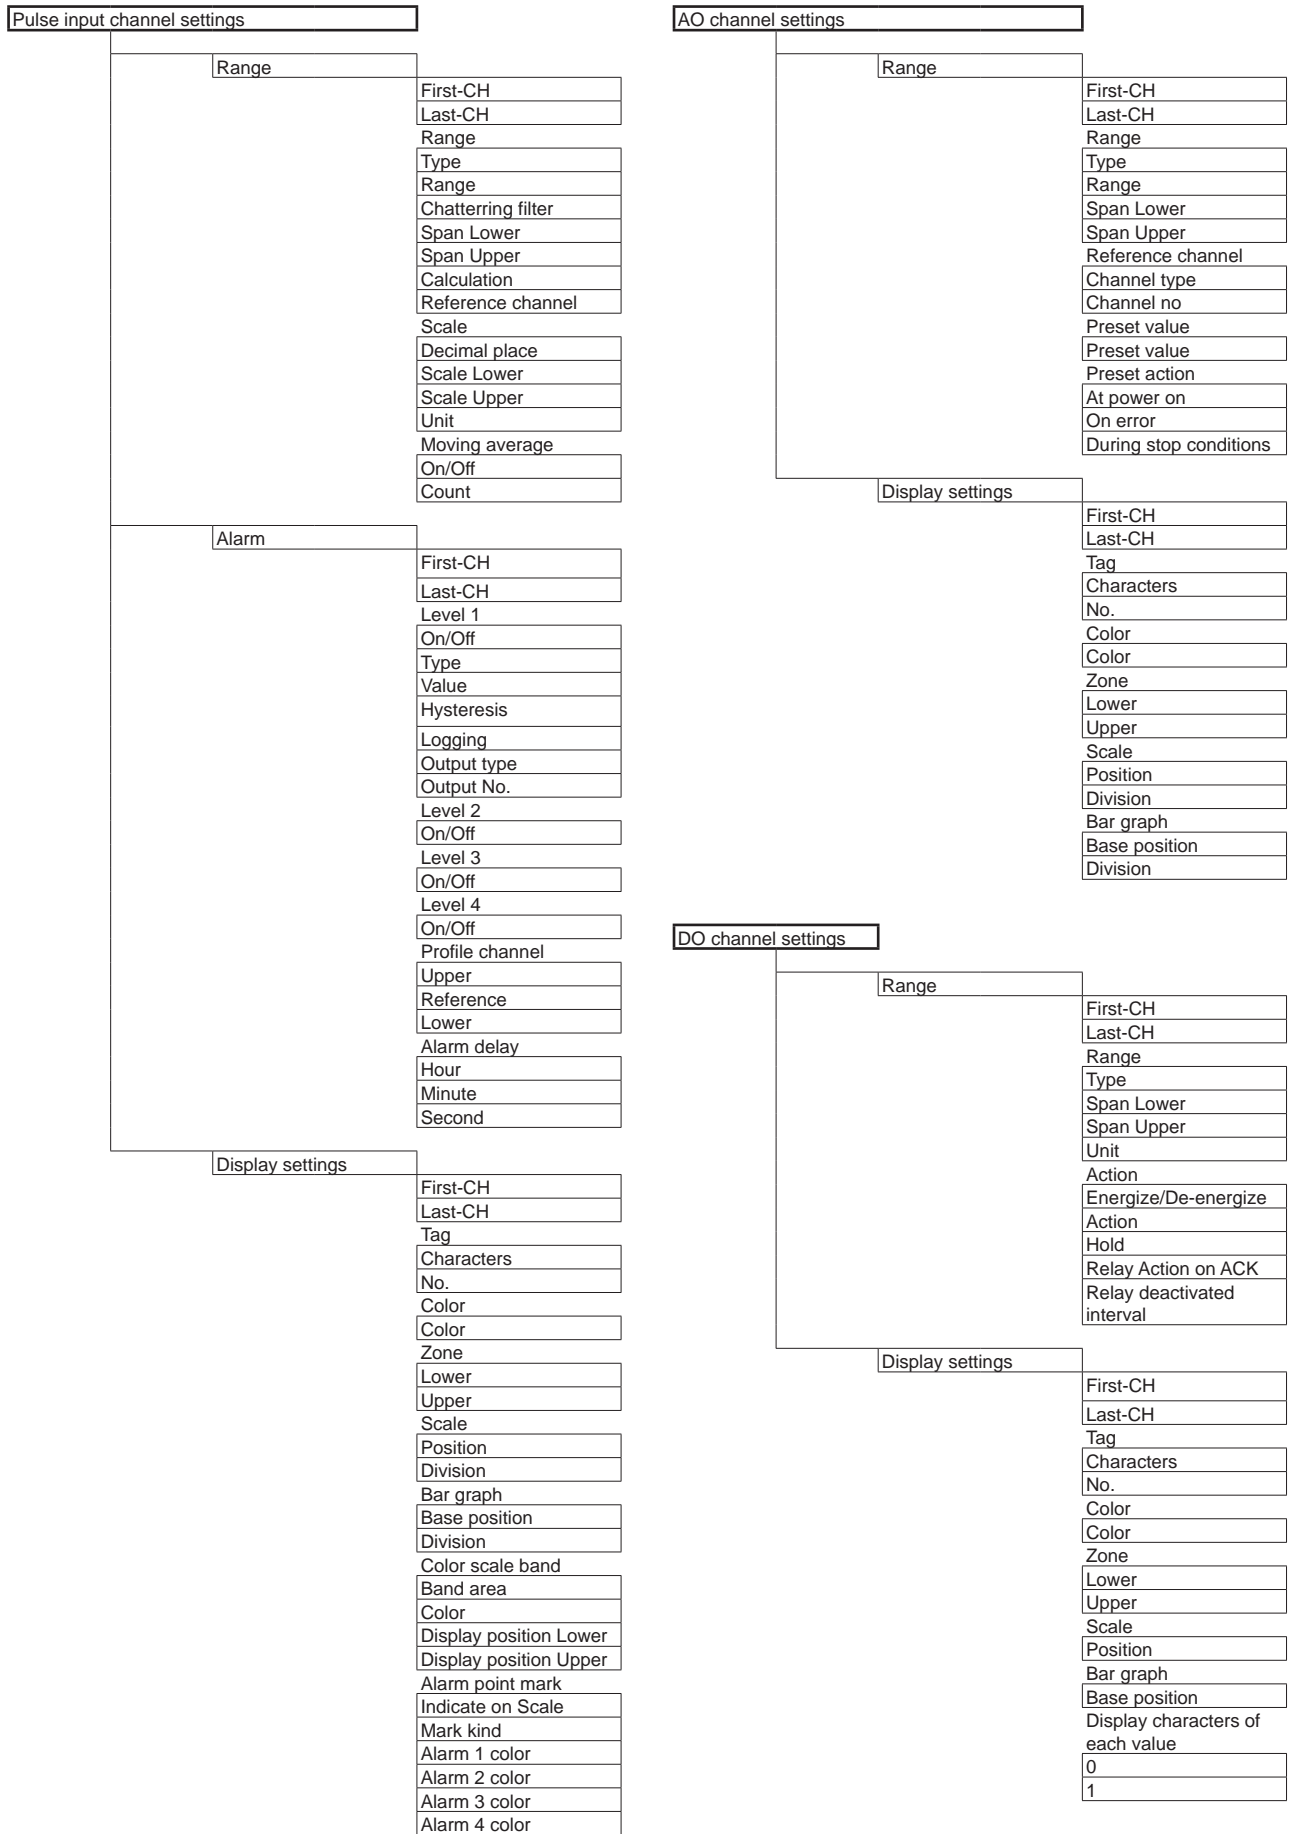 Pulse input channel settings
Range
First-CH
Last-CH
Range
Type
Range
Chatterring filter
Span Lower
Span Upper
Calculation
Reference channel
Scale
Decimal place
Scale Lower
Scale Upper
Unit
Moving average
On/Off
Count
Alarm
First-CH
Last-CH
Level 1
On/Off
Type
Value
Hysteresis
Logging
Output type
Output No.
Level 2
On/Off
Level 3
On/Off
Level 4
On/Off
Profile channel
Upper
Reference
Lower
Alarm delay
Hour
Minute
Second
Display settings
First-CH
Last-CH
Tag
Characters
No.
Color
Color
Zone
Lower
Upper
Scale
Position
Division
Bar graph
Base position
Division
Color scale band
Band area
Color
Display position Lower
Display position Upper
Alarm point mark
Indicate on Scale
Mark kind
Alarm 1 color
Alarm 2 color
Alarm 3 color
Alarm 4 color
AO channel settings
Range
First-CH
Last-CH
Range
Type
Range
Span Lower
Span Upper
Reference channel
Channel type
Channel no
Preset value
Preset value
Preset action
At power on
On error
During stop conditions
Display settings
First-CH
Last-CH
Tag
Characters
No.
Color
Color
Zone
Lower
Upper
Scale
Position
Division
Bar graph
Base position
Division
DO channel settings
Range
First-CH
Last-CH
Range
Type
Span Lower
Span Upper
Unit
Action
Energize/De-energize
Action
Hold
Relay Action on ACK
Relay deactivated
interval
Display settings
First-CH
Last-CH
Tag
Characters
No.
Color
Color
Zone
Lower
Upper
Scale
Position
Bar graph
Base position
Display characters of
each value
0
1